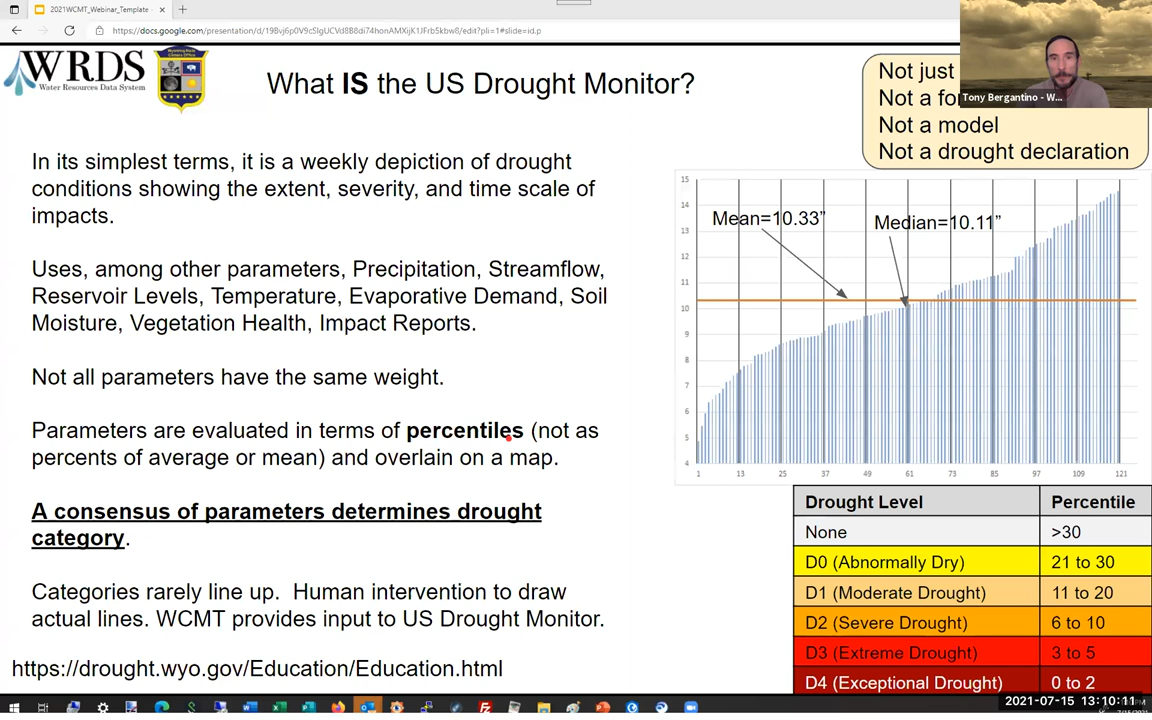 2021WCMT_Webinar_Template
https://docs.google.com/presentation/d/19Bvj6p0V9cSlgUCVd8B8di74honAMXijK1JFrb5kbw8/edit?pli=1#slide=id.p
WRDS
Water Resources Data System
What IS the US Drought Monitor?
Not just
Not a fo
Not a model
Not a drought declaration
Tony Bergantino - W...
In its simplest terms, it is a weekly depiction of drought
conditions showing the extent, severity, and time scale of
impacts.
Uses, among other parameters, Precipitation, Streamflow,
Reservoir Levels, Temperature, Evaporative Demand, Soil
Moisture, Vegetation Health, Impact Reports.
Not all parameters have the same weight.
Parameters are evaluated in terms of percentiles (not as
percents of average or mean) and overlain on a map.
A consensus of parameters determines drought
category.
Categories rarely line up. Human intervention to draw
actual lines. WCMT provides input to US Drought Monitor.
https://drought.wyo.gov/Education/Education.html
Mean=10.33”
Median=10.11”
15
14
13
12
11
10
9
8
7
6
5
4
1 13 25 37 49 61 73 85 97 109 121
Drought Level Percentile
None >30
D0 (Abnormally Dry) 21 to 30
D1 (Moderate Drought) 11 to 20
D2 (Severe Drought) 6 to 10
D3 (Extreme Drought) 3 to 5
D4 (Exceptional Drought) 0 to 2
2021-07-15 13:10:11